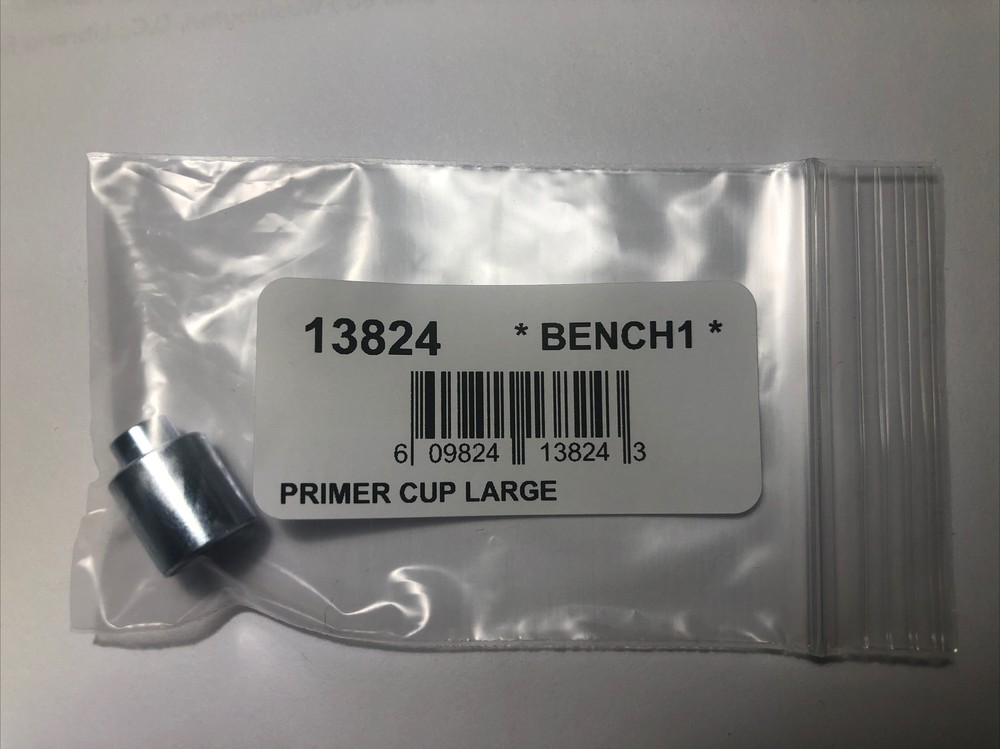 13824 * BENCH1 *
6 09824 13824 3
PRIMER CUP LARGE